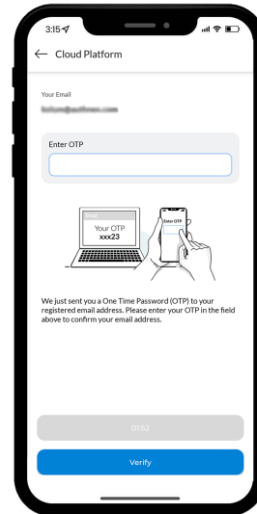 3:15
Cloud Platform
Your Email
Enter OTP
Email
Your OTP
xxx23
Enter OTP
We just sent you a One Time Password (OTP) to your
registered email address. Please enter your OTP in the field
above to confirm your email address.
Verify